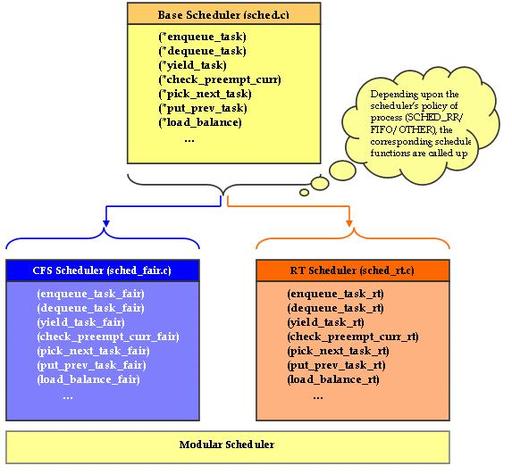 Base Scheduler (sched.c)
(*enqueue_task)
(*dequeue_task)
(*yield_task)
(*check_preempt_curr)
(*pick_next_task)
(*put_prev_task)
(*load_balance)
...
Depending upon the
scheduler's policy of
process (SCHED_RR/
FIFO/OTHER), the
corresponding schedule
functions are called up
CFS Scheduler (sched_fair.c)
(enqueue_task_fair)
(dequeue_task_fair)
(yield_task_fair)
(check_preempt_curr_fair)
(pick_next_task_fair)
(put_prev_task_fair)
(load_balance_fair)
...
RT Scheduler (sched_rt.c)
(enqueue_task_rt)
(dequeue_task_rt)
(yield_task_rt)
(check_preempt_curr_rt)
(pick_next_task_rt)
(put_prev_task_rt)
(load_balance_rt)
...
Modular Scheduler